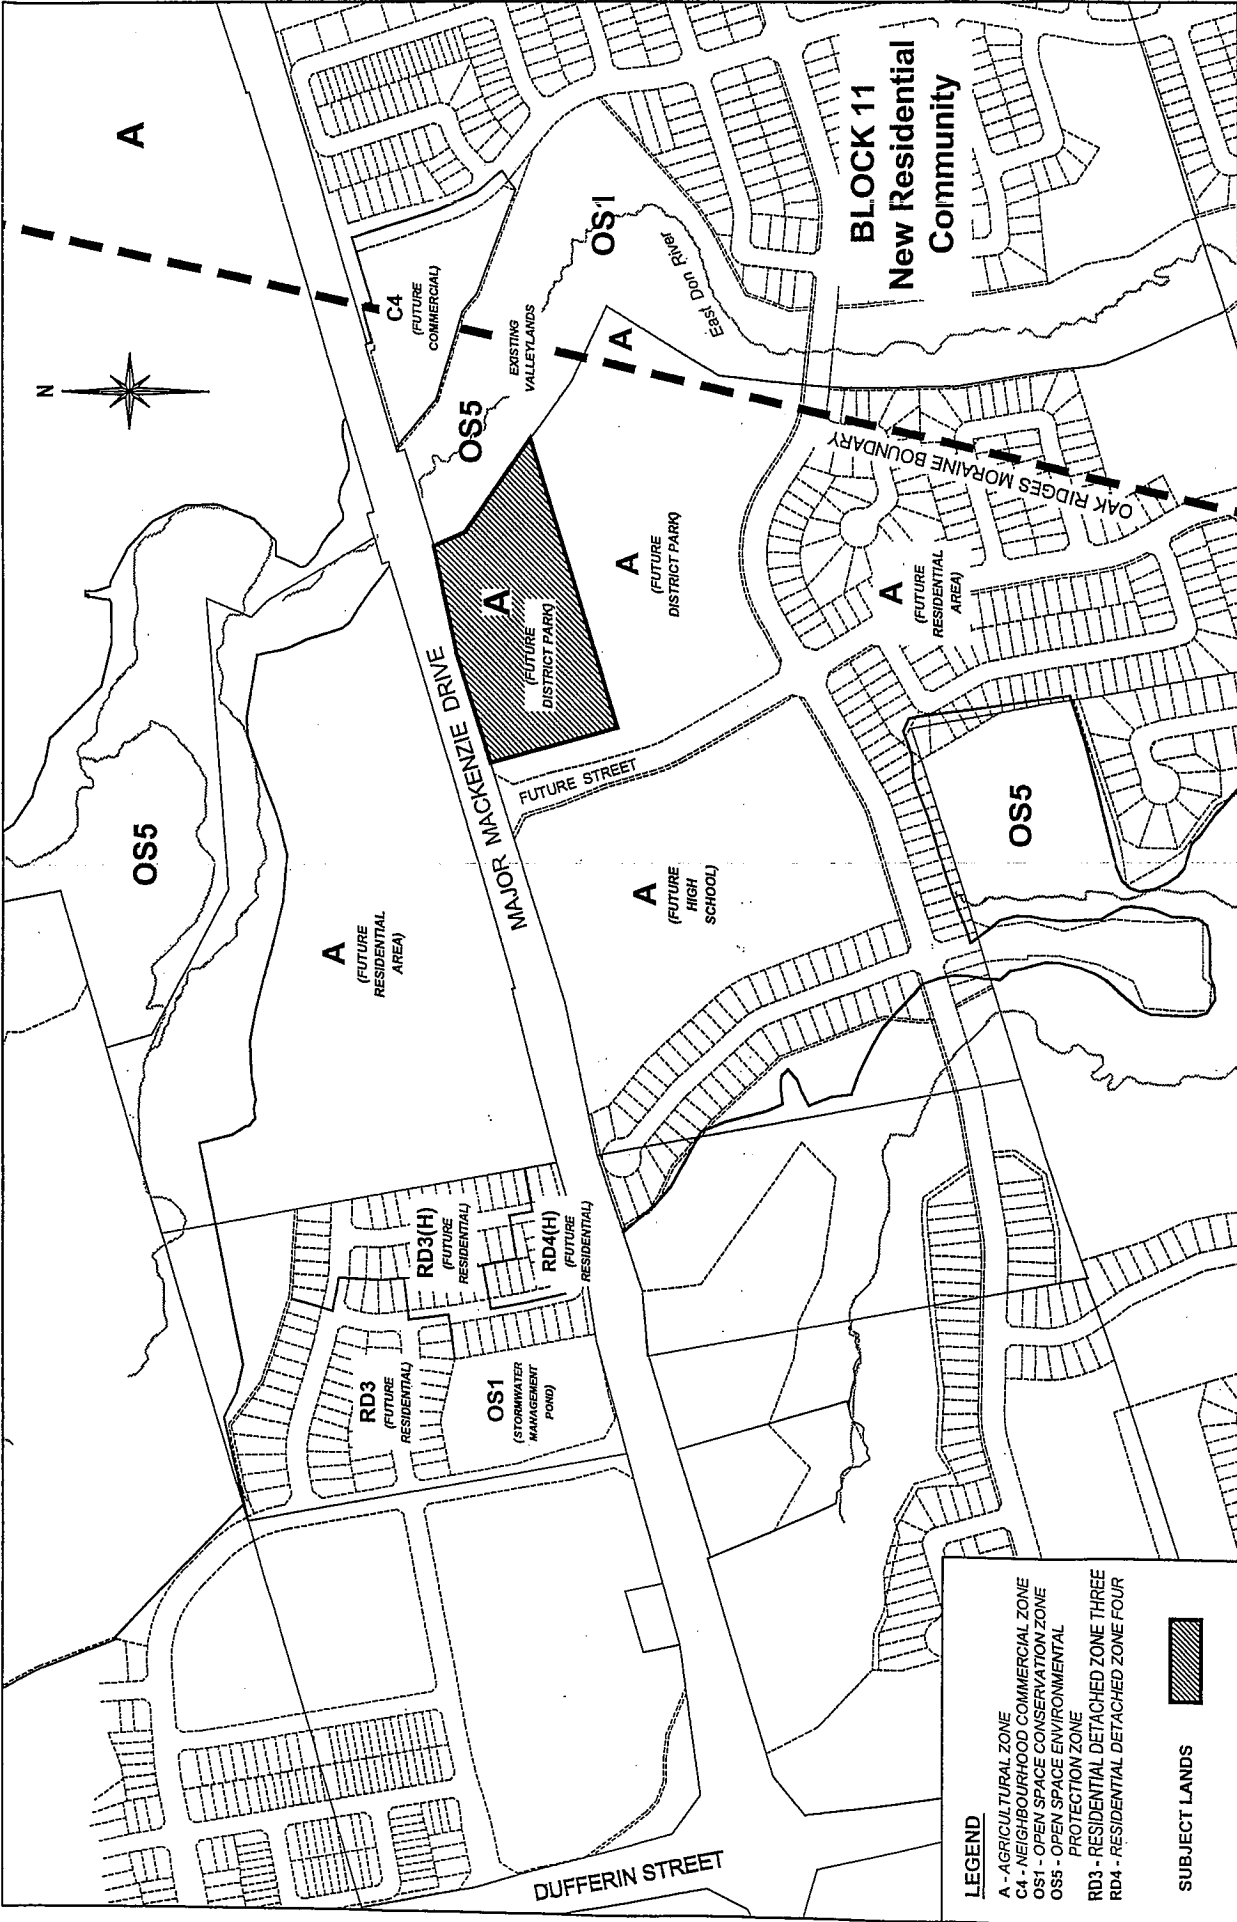 A
N
C4
(FUTURE
COMMERCIAL)
OS1
East Don River
BLOCK 11
New Residential
Community
EXISTING
VALLEYLANDS
OS5
A
OAK RIDGES MORAINE BOUNDARY
A
(FUTURE
DISTRICT PARK)
A
(FUTURE
DISTRICT PARK)
A
(FUTURE
RESIDENTIAL
AREA)
OS5
MAJOR MACKENZIE DRIVE
FUTURE STREET
A
(FUTURE
RESIDENTIAL
AREA)
A
(FUTURE
HIGH
SCHOOL)
OS5
RD3(H)
(FUTURE
RESIDENTIAL)
RD4(H)
(FUTURE
RESIDENTIAL)
RD3
(FUTURE
RESIDENTIAL)
OS1
(STORMWATER
MANAGEMENT
POND)
DUFFERIN STREET
LEGEND
A - AGRICULTURAL ZONE
C4 - NEIGHBOURHOOD COMMERCIAL ZONE
OS1 - OPEN SPACE CONSERVATION ZONE
OS5 - OPEN SPACE ENVIRONMENTAL
PROTECTION ZONE
RD3 - RESIDENTIAL DETACHED ZONE THREE
RD4 - RESIDENTIAL DETACHED ZONE FOUR
SUBJECT LANDS